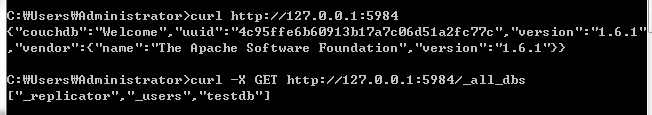 C:₩Users₩Administrator>curl http://127.0.0.1:5984
{"couchdb":"Welcome","uuid":"4c95ffe6b60913b17a7c06d51a2fc77c","version":"1.6.1"
,"vendor":{"name":"The Apache Software Foundation","version":"1.6.1"}}
C:₩Users₩Administrator>curl -X GET http://127.0.0.1:5984/_all_dbs
["_replicator","_users","testdb"]